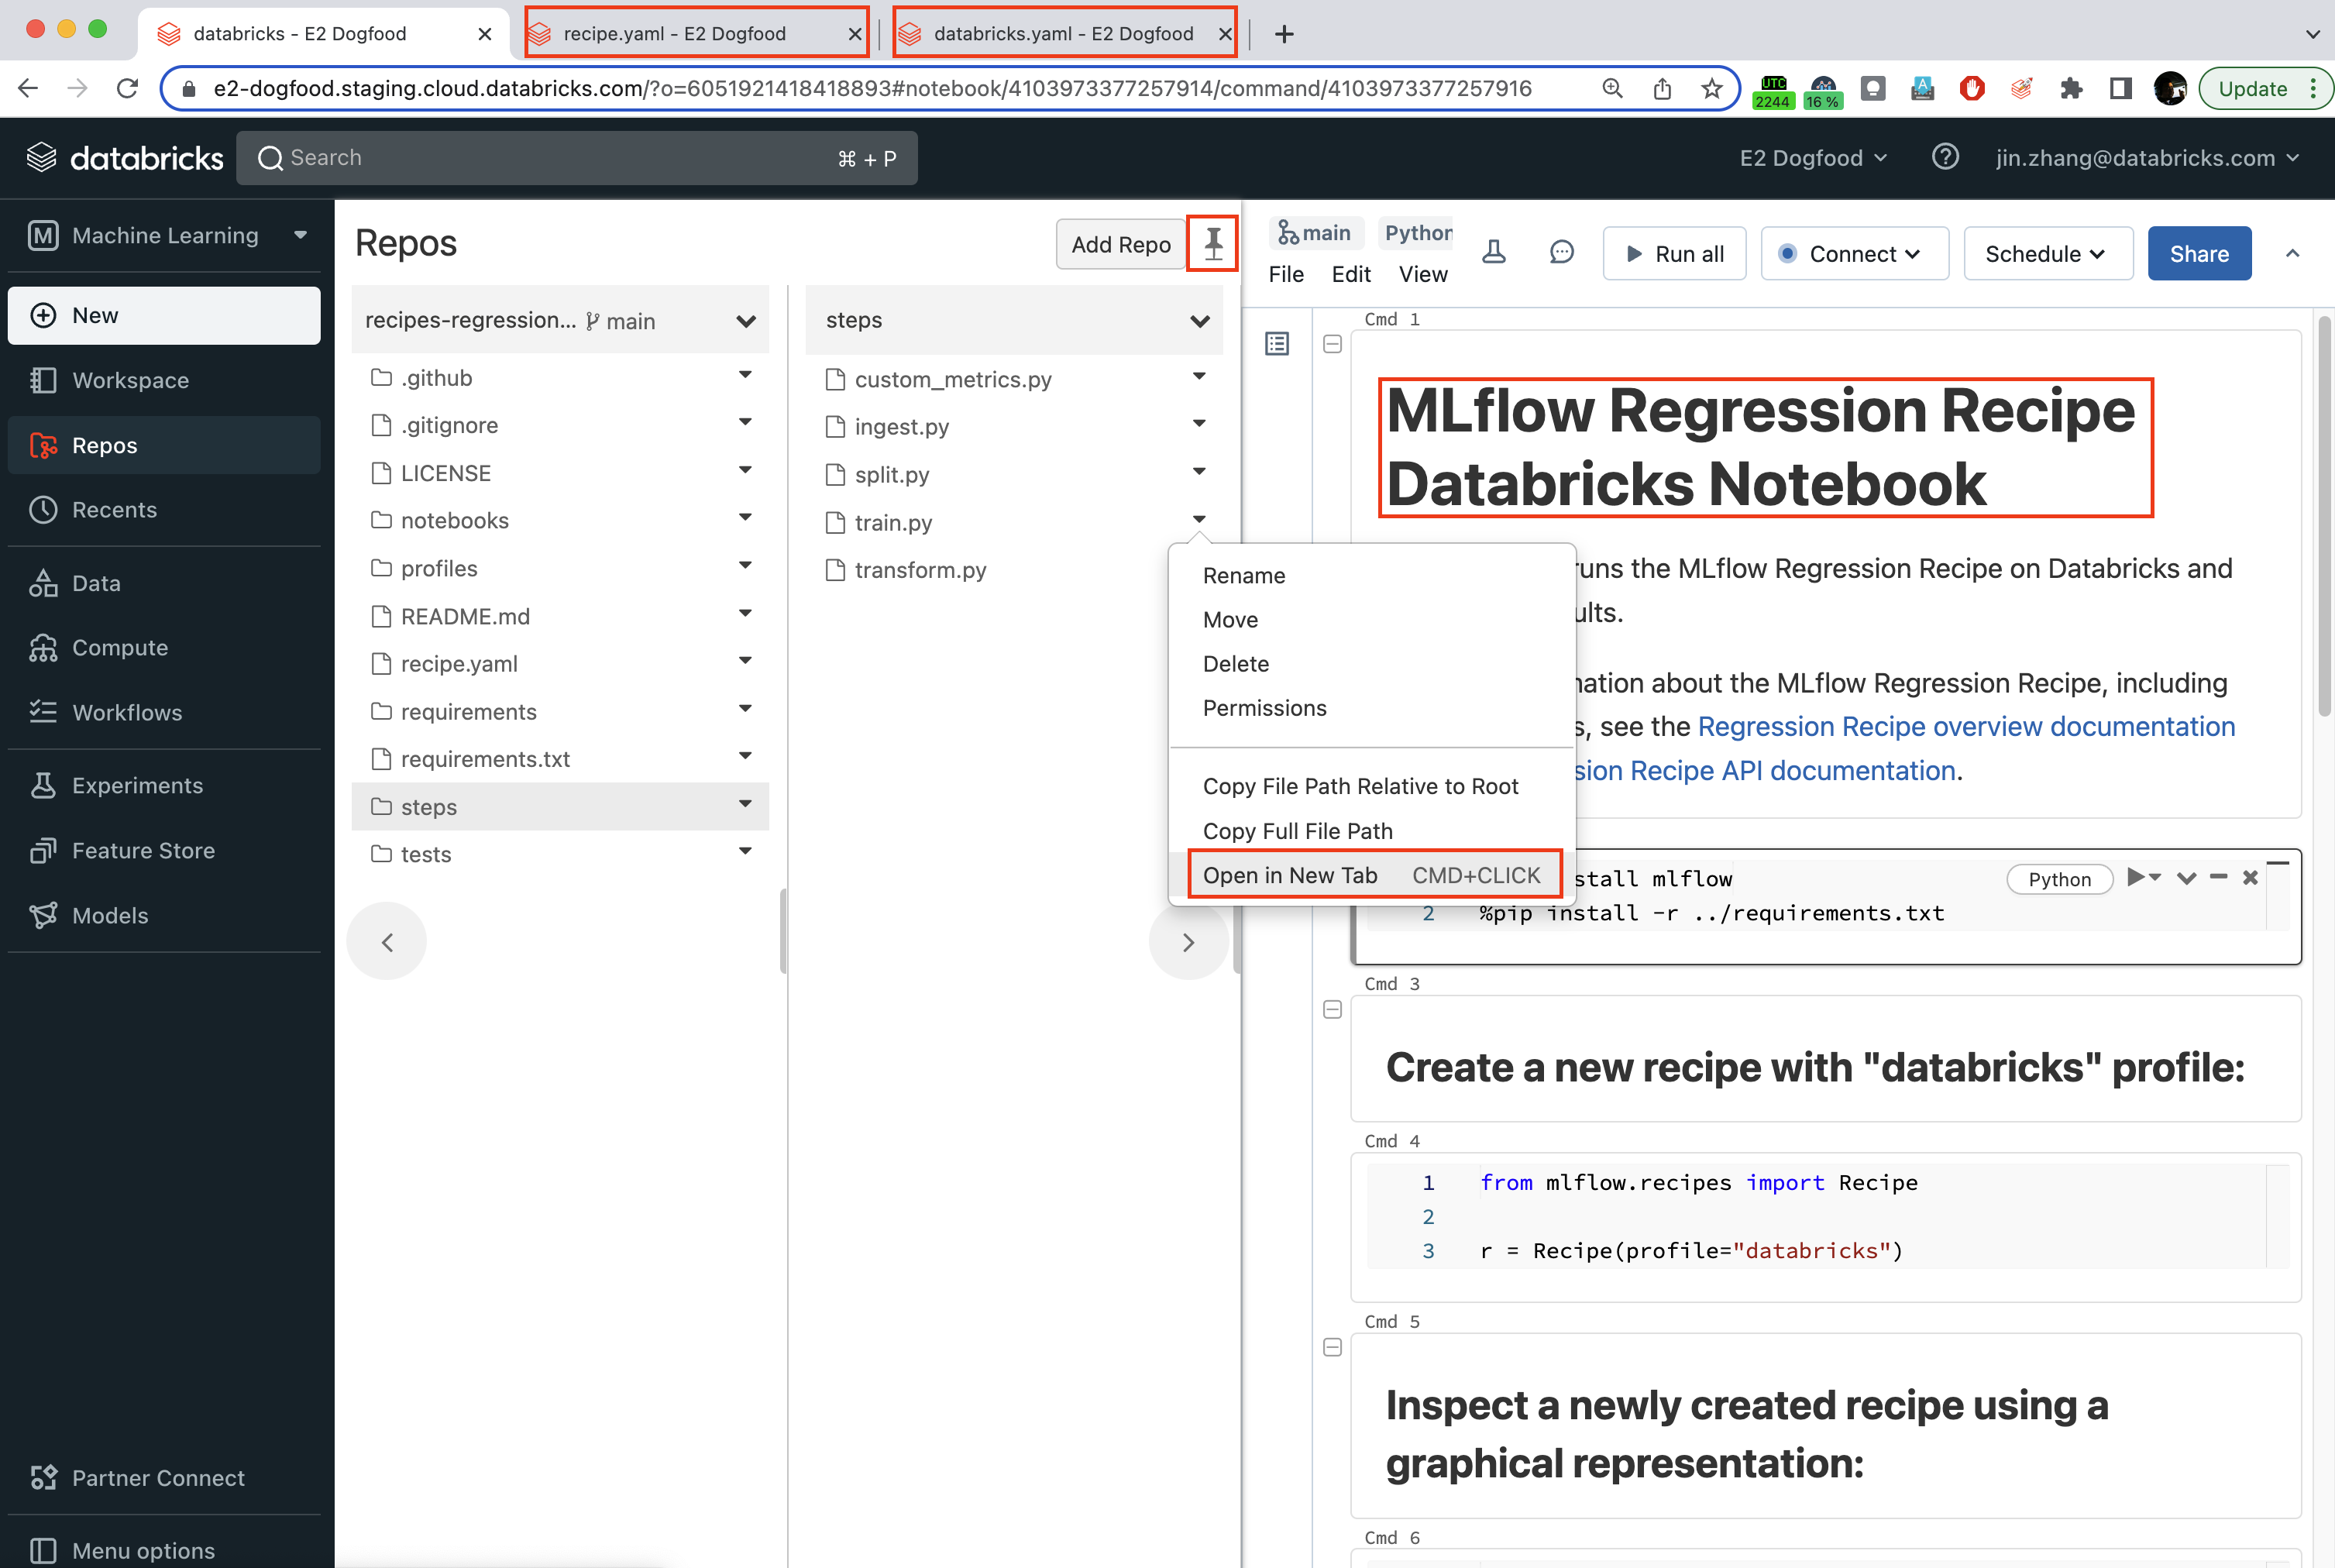 databricks - E2 Dogfood
recipe.yaml - E2 Dogfood
databricks.yaml - E2 Dogfood
e2-dogfood.staging.cloud.databricks.com/?o=6051921418418893#notebook/4103973377257914/command/4103973377257916
UTC
2244
16 %
Update
databricks
Search
⌘ + P
E2 Dogfood
jin.zhang@databricks.com
M Machine Learning
New
Workspace
Repos
Recents
Data
Compute
Workflows
Experiments
Feature Store
Models
Partner Connect
Menu options
Repos
Add Repo
recipes-regression... main
.github
.gitignore
LICENSE
notebooks
profiles
README.md
recipe.yaml
requirements
requirements.txt
steps
tests
steps
custom_metrics.py
ingest.py
split.py
train.py
transform.py
Rename
Move
Delete
Permissions
Copy File Path Relative to Root
Copy Full File Path
Open in New Tab CMD+CLICK
main
Python
File Edit View
Run all
Connect
Schedule
Share
Cmd 1
MLflow Regression Recipe
Databricks Notebook
runs the MLflow Regression Recipe on Databricks and
ults.
ation about the MLflow Regression Recipe, including
s, see the Regression Recipe overview documentation
sion Recipe API documentation.
stall mlflow
Python
2 %pip install -r ../requirements.txt
Cmd 3
Create a new recipe with "databricks" profile:
Cmd 4
1 from mlflow.recipes import Recipe
2
3 r = Recipe(profile="databricks")
Cmd 5
Inspect a newly created recipe using a
graphical representation:
Cmd 6